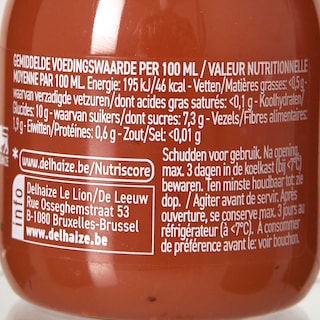 GEMIDDELDE VOEDINGSWAARDE PER 100 ML / VALEUR NUTRITIONNELLE
MOYENNE PAR 100 ML. Energie: 195 kJ/46 kcal - Vetten/Matières grasses: <0,5 g -
waarvan verzadigde vetzuren/dont acides gras saturés: <0,1 g - Koolhydraten/
Glucides: 10 g - waarvan suikers/dont sucres: 7,3 g - Vezels/Fibres alimentaires:
1,9 g - Eiwitten/Protéines: 0,6 g - Zout/Sel: <0,01 g
www.delhaize.be/Nutriscore
info
Delhaize Le Lion/De Leeuw
Rue Osseghemstraat 53
B-1080 Bruxelles-Brussel
www.delhaize.be
Schudden voor gebruik. Na opening,
max. 3 dagen in de koelkast (bij <7°C)
bewaren. Ten minste houdbaar tot: zie
dop. / Agiter avant de servir. Après
ouverture, se conserve max. 3 jours au
réfrigérateur (à <7°C). A consommer
de préférence avant le: voir bouchon.